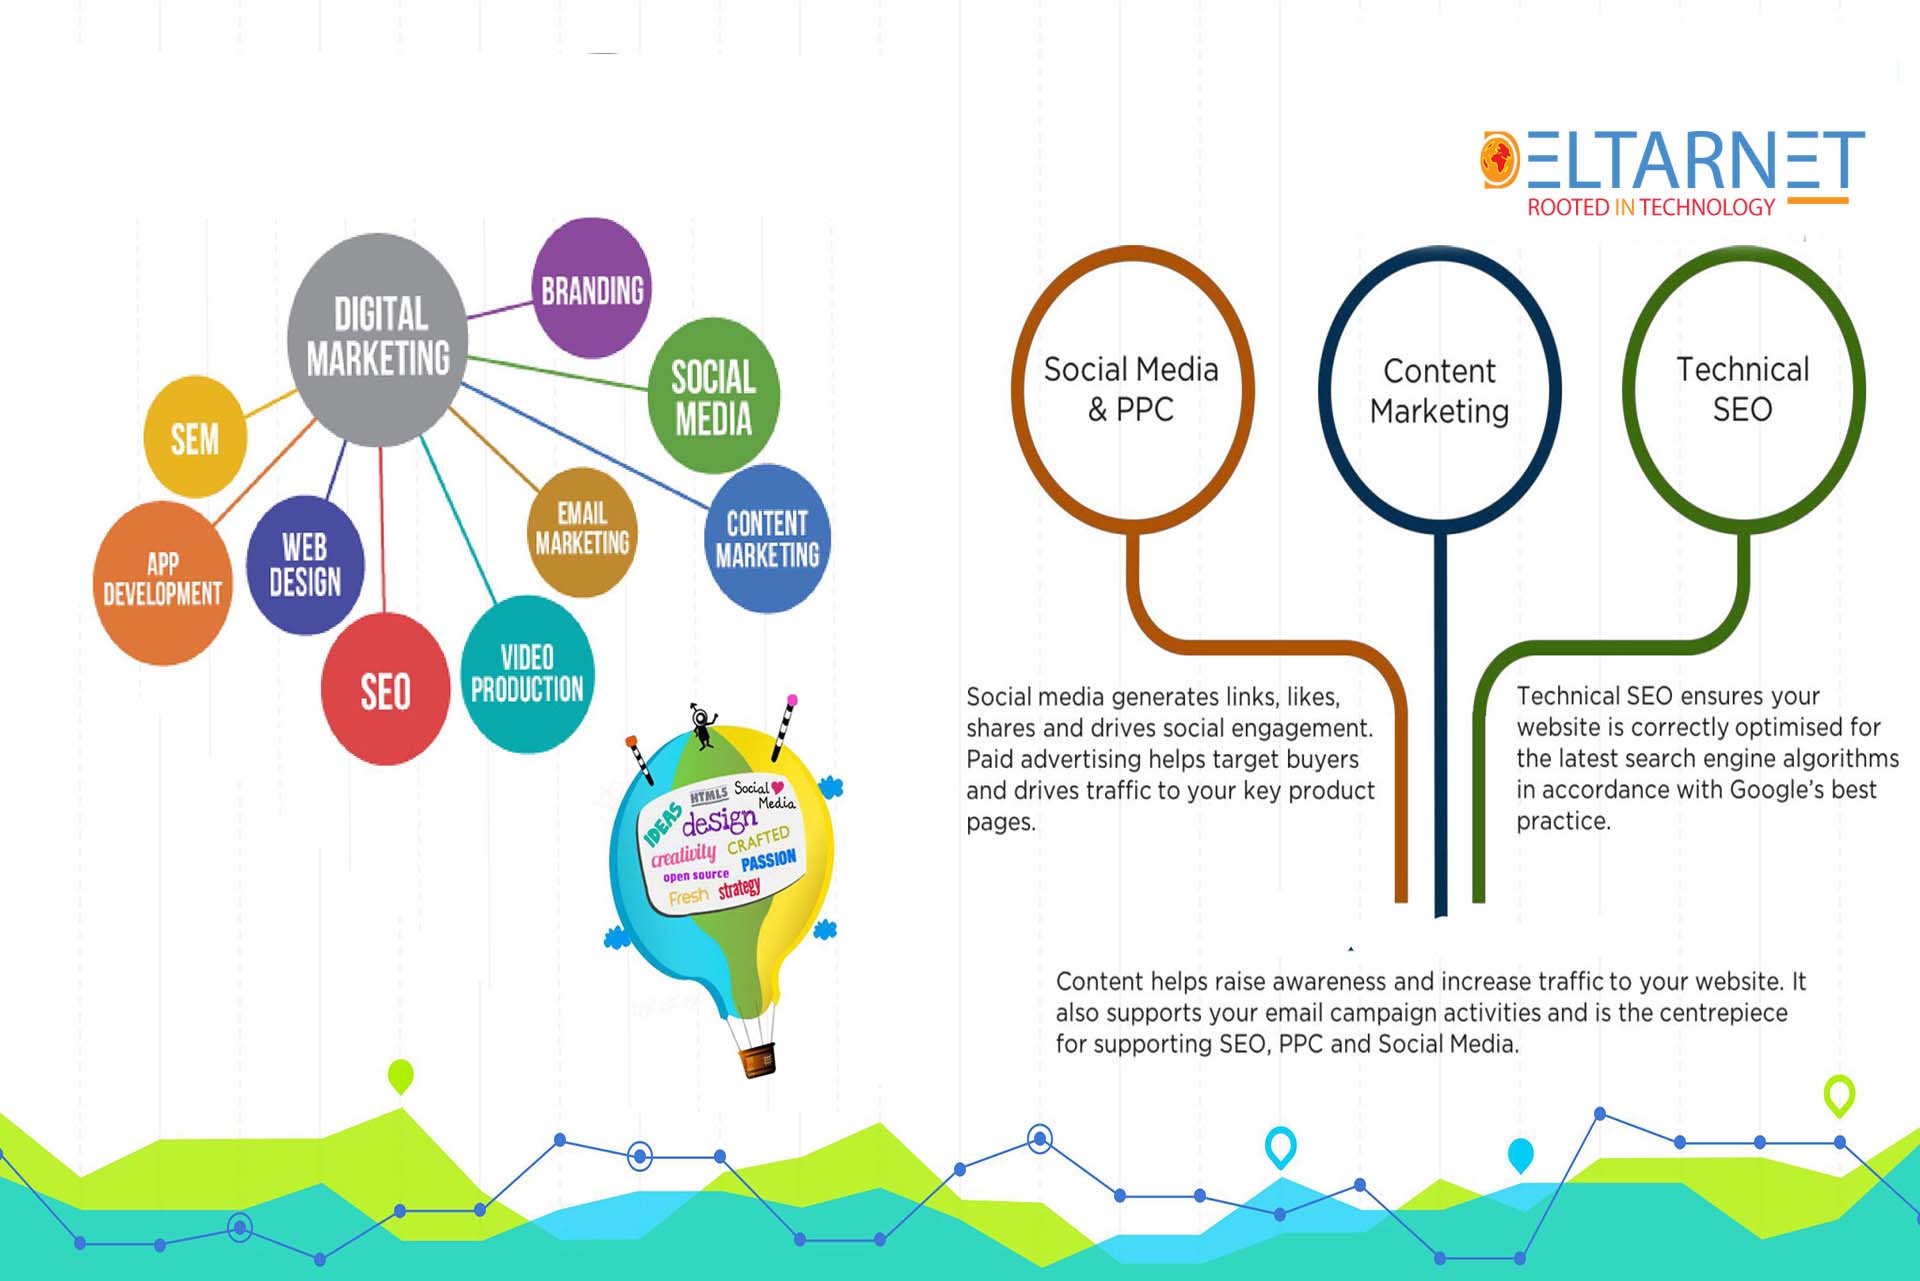 DELTARNET
ROOTED IN TECHNOLOGY
DIGITAL
MARKETING
BRANDING
SOCIAL
MEDIA
CONTENT
MARKETING
EMAIL
MARKETING
VIDEO
PRODUCTION
SEO
WEB
DESIGN
APP
DEVELOPMENT
SEM
IDEAS
HTML5
Social
Media
design
creativity
CRAFTED
open source
PASSION
Fresh
strategy
Social Media
& PPC
Content
Marketing
Technical
SEO
Social media generates links, likes,
shares and drives social engagement.
Paid advertising helps target buyers
and drives traffic to your key product
pages.
Technical SEO ensures your
website is correctly optimised for
the latest search engine algorithms
in accordance with Google's best
practice.
Content helps raise awareness and increase traffic to your website. It
also supports your email campaign activities and is the centrepiece
for supporting SEO, PPC and Social Media.